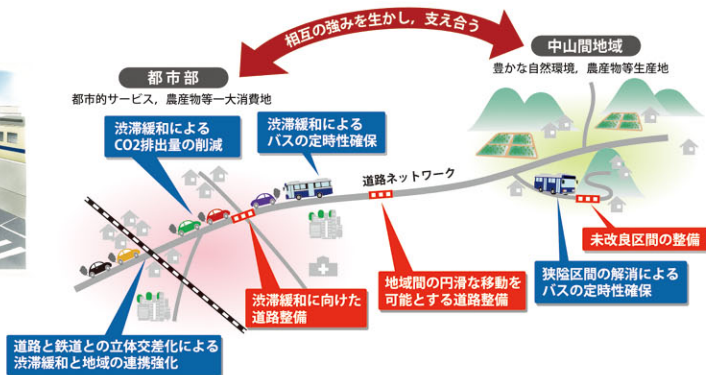 相互の強みを生かし，支え合う
都市部
都市的サービス，農産物等一大消費地
中山間地域
豊かな自然環境，農産物等生産地
渋滞緩和による
CO2排出量の削減
渋滞緩和による
バスの定時性確保
道路ネットワーク
未改良区間の整備
狭隘区間の解消による
バスの定時性確保
地域間の円滑な移動を
可能とする道路整備
渋滞緩和に向けた
道路整備
道路と鉄道との立体交差化による
渋滞緩和と地域の連携強化